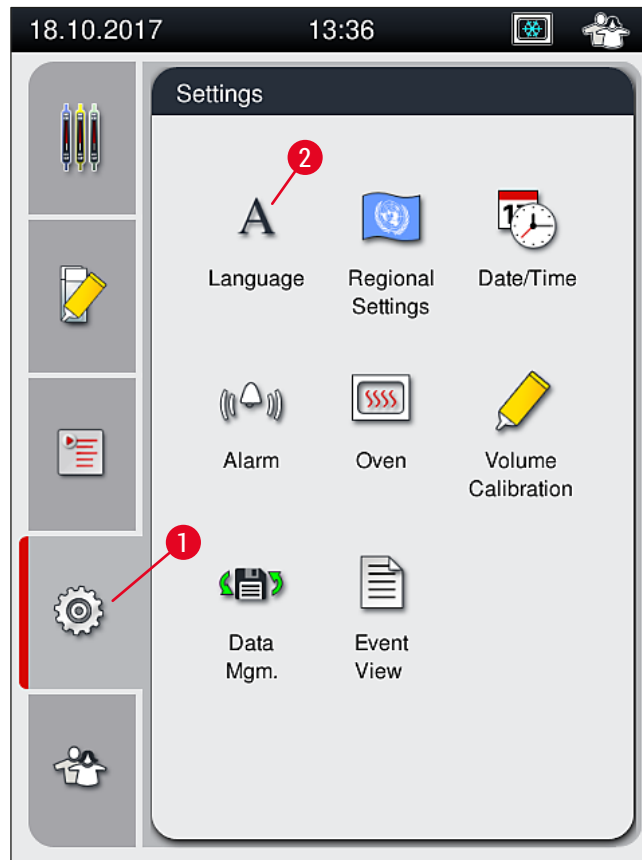 18.10.2017 13:36
Settings
2
A
17
Language Regional Settings Date/Time
Alarm Oven Volume Calibration
1
Data Mgm. Event View